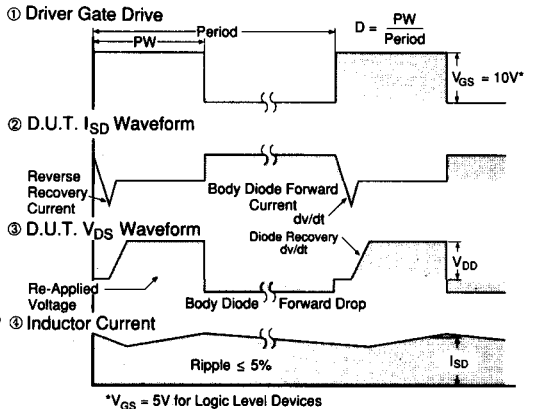 ① Driver Gate Drive
Period
PW
D = PW / Period
V_GS = 10V*
② D.U.T. I_SD Waveform
Reverse
Recovery
Current
Body Diode Forward
Current
dv/dt
③ D.U.T. V_DS Waveform
Diode Recovery
dv/dt
V_DD
Re-Applied
Voltage
Body Diode Forward Drop
④ Inductor Current
Ripple ≤ 5%
I_SD
*V_GS = 5V for Logic Level Devices